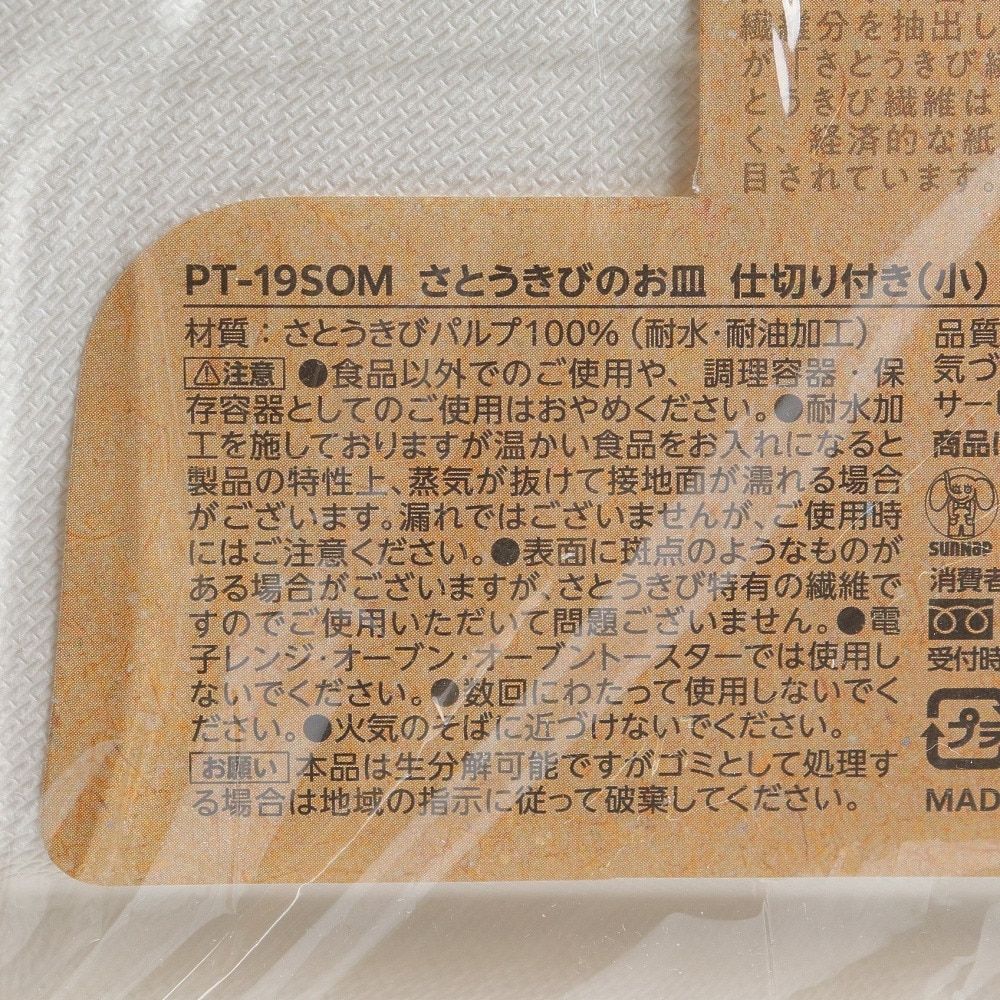 繊維分を抽出し
が「さとうきび繊
とうきび繊維は
く、経済的な紙
目されています。
PT-19SOM さとうきびのお皿 仕切り付き(小)
材質：さとうきびパルプ100%（耐水・耐油加工）
⚠注意 ●食品以外でのご使用や、調理容器・保
存容器としてのご使用はおやめください。●耐水加
工を施しておりますが温かい食品をお入れになると
製品の特性上、蒸気が抜けて接地面が濡れる場合
がございます。漏れではございませんが、ご使用時
にはご注意ください。●表面に斑点のようなものが
ある場合がございますが、さとうきび特有の繊維で
すのでご使用いただいて問題ございません。●電
子レンジ・オーブン・オーブントースターでは使用し
ないでください。●数回にわたって使用しないでく
ださい。●火気のそばに近づけないでください。
お願い 本品は生分解可能ですがゴミとして処理す
る場合は地域の指示に従って破棄してください。
品質
気づ
サー
商品
sunnap
消費者
受付時
プラ
MAD